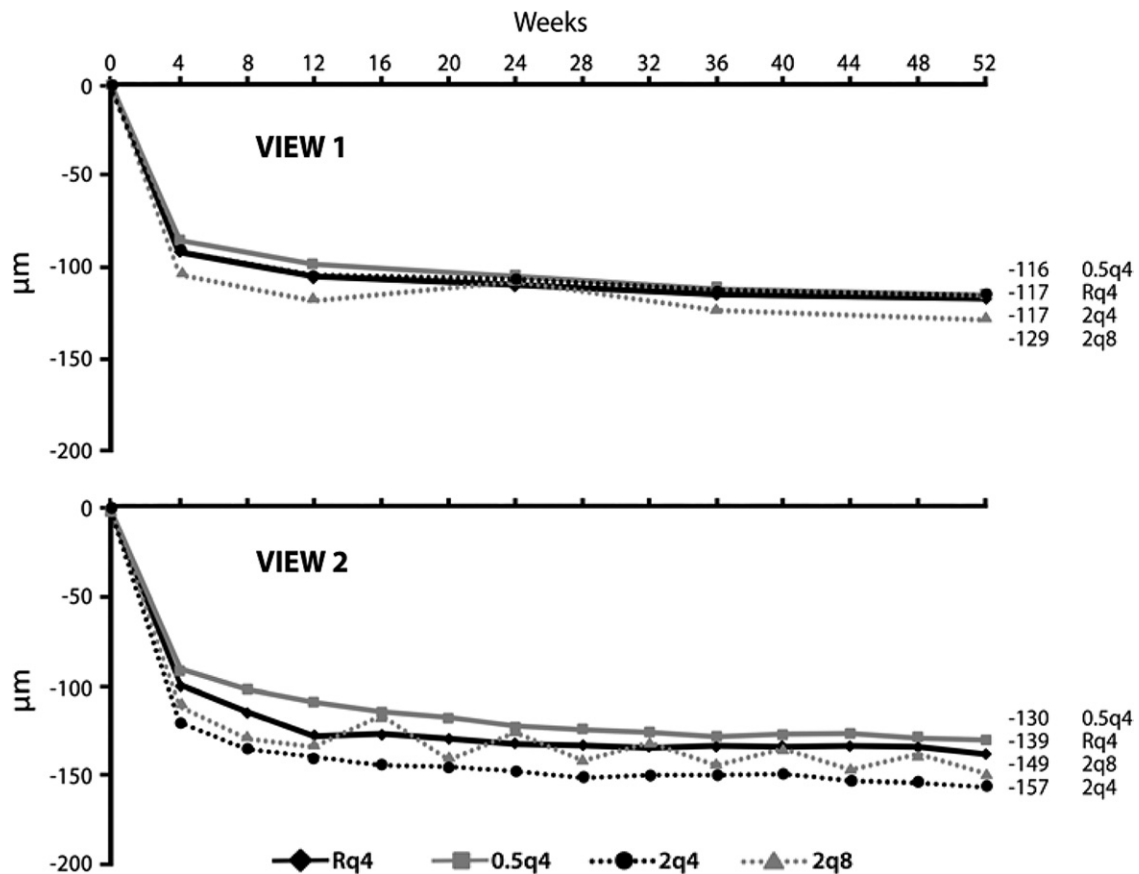 Weeks
0 4 8 12 16 20 24 28 32 36 40 44 48 52
0
VIEW 1
-50
µm
-100
-116 0.5q4
-117 Rq4
-117 2q4
-129 2q8
-150
-200
0
VIEW 2
-50
µm
-100
-130 0.5q4
-139 Rq4
-149 2q8
-157 2q4
-150
-200
Rq4 0.5q4 2q4 2q8